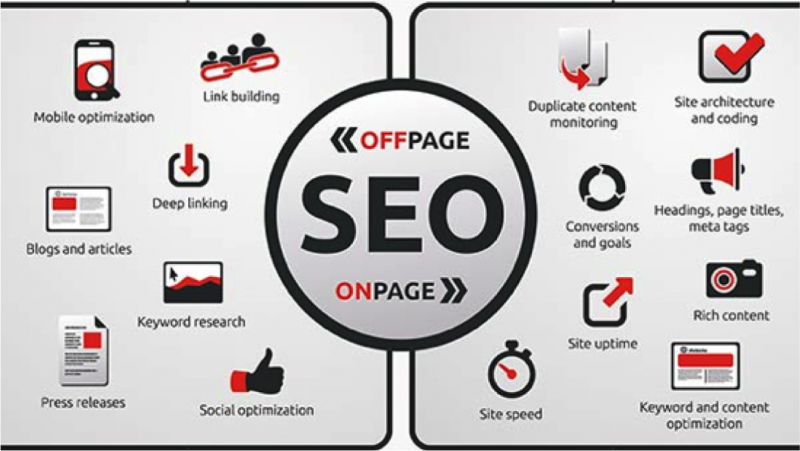 Mobile optimization
Link building
Deep linking
Blogs and articles
Keyword research
Press releases
Social optimization
OFFPAGE
SEO
ONPAGE
Duplicate content
monitoring
Site architecture
and coding
Conversions
and goals
Headings, page titles,
meta tags
Site uptime
Rich content
Site speed
Keyword and content
optimization